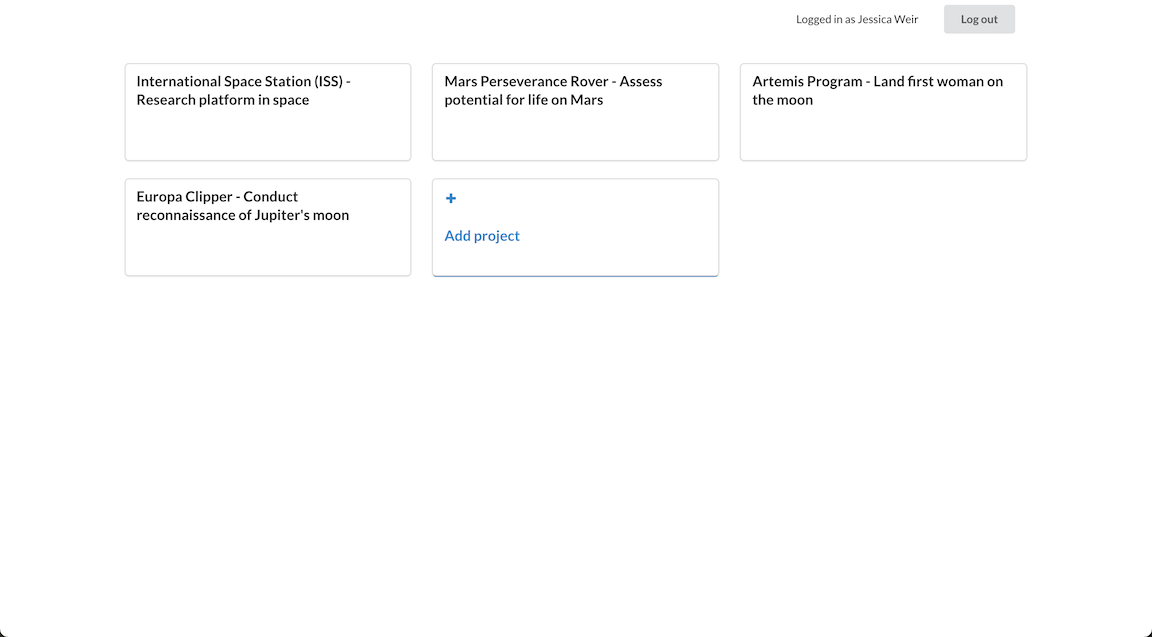 Logged in as Jessica Weir
Log out
International Space Station (ISS) -
Research platform in space
Mars Perseverance Rover - Assess
potential for life on Mars
Artemis Program - Land first woman on
the moon
Europa Clipper - Conduct
reconnaissance of Jupiter's moon
+
Add project